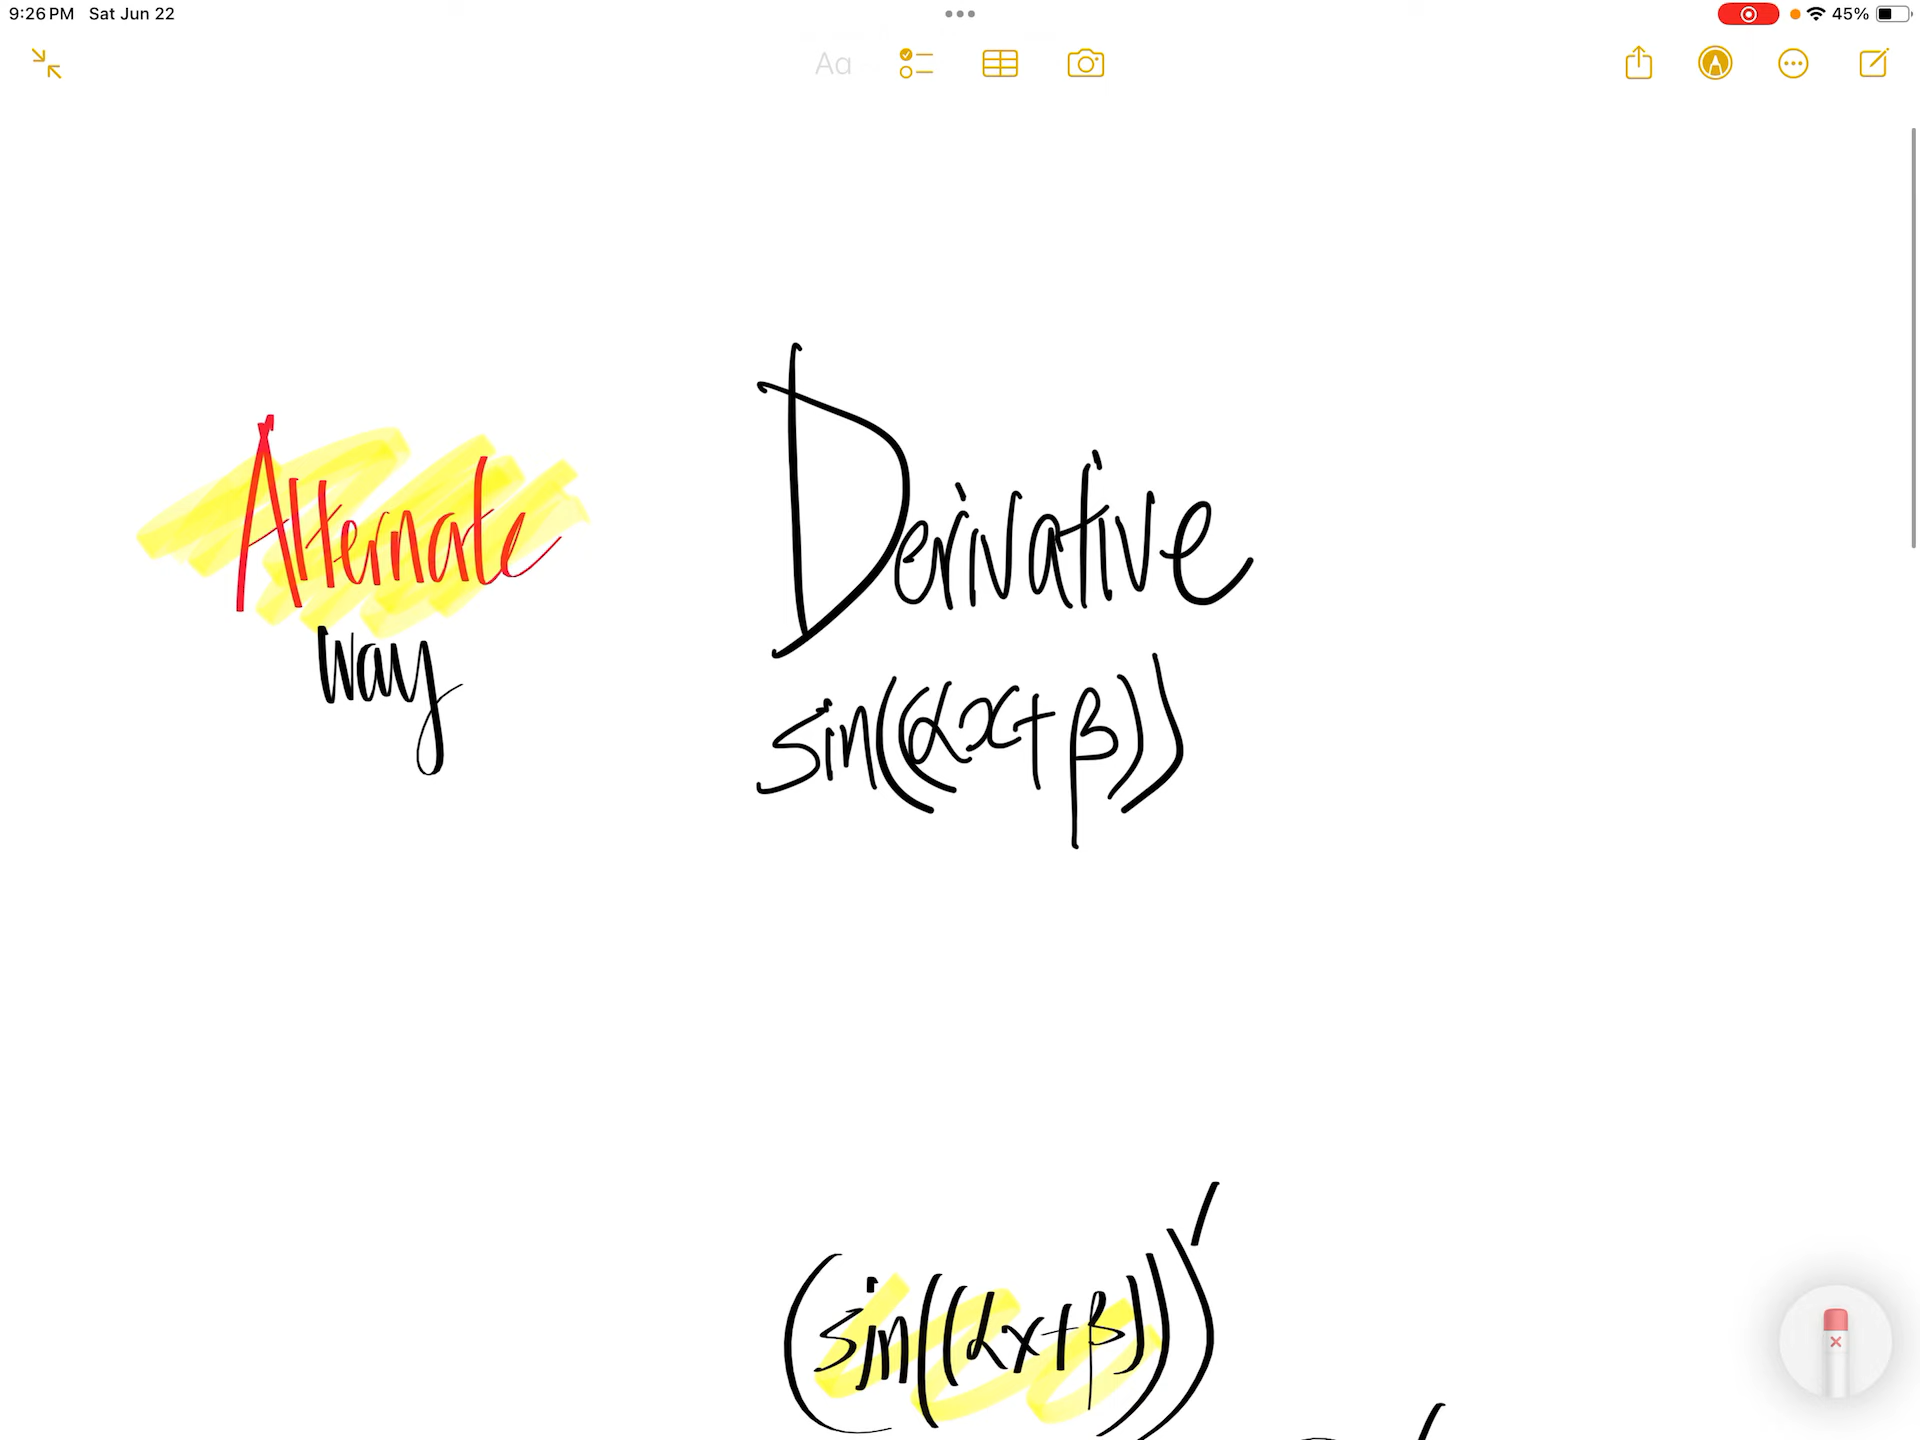 9:26 PM Sat Jun 22
45%
Aa
Alternate
way
Derivative
sin((αx+β))
(sin((αx+β)))′